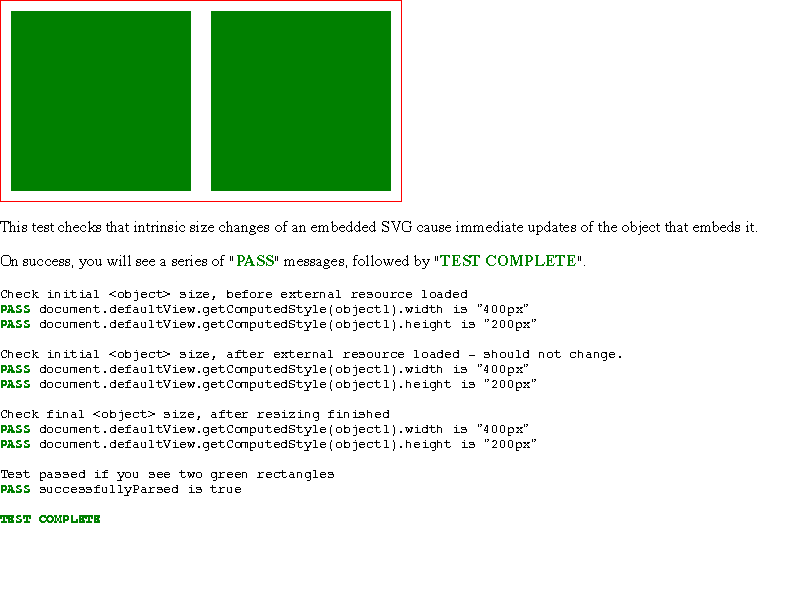 This test checks that intrinsic size changes of an embedded SVG cause immediate updates of the object that embeds it.
On success, you will see a series of "PASS" messages, followed by "TEST COMPLETE".
Check initial <object> size, before external resource loaded
PASS document.defaultView.getComputedStyle(object1).width is "400px"
PASS document.defaultView.getComputedStyle(object1).height is "200px"
Check initial <object> size, after external resource loaded - should not change.
PASS document.defaultView.getComputedStyle(object1).width is "400px"
PASS document.defaultView.getComputedStyle(object1).height is "200px"
Check final <object> size, after resizing finished
PASS document.defaultView.getComputedStyle(object1).width is "400px"
PASS document.defaultView.getComputedStyle(object1).height is "200px"
Test passed if you see two green rectangles
PASS successfullyParsed is true
TEST COMPLETE